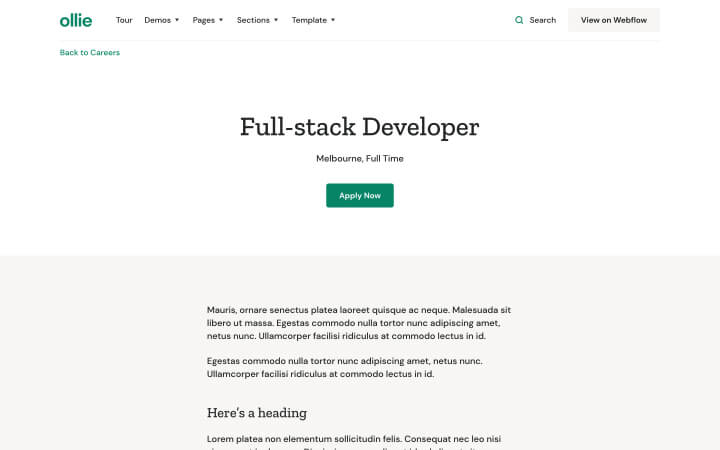 ollie Tour Demos Pages Sections Template Search View on Webflow
Back to Careers
Full-stack Developer
Melbourne, Full Time
Apply Now
Mauris, ornare senectus platea laoreet quisque ac neque. Malesuada sit
libero ut massa. Egestas commodo nulla tortor nunc adipiscing amet,
netus nunc. Ullamcorper facilisi ridiculus at commodo lectus in id.
Egestas commodo nulla tortor nunc adipiscing amet, netus nunc.
Ullamcorper facilisi ridiculus at commodo lectus in id.
Here's a heading
Lorem platea non elementum sollicitudin felis. Consequat nec leo nisi